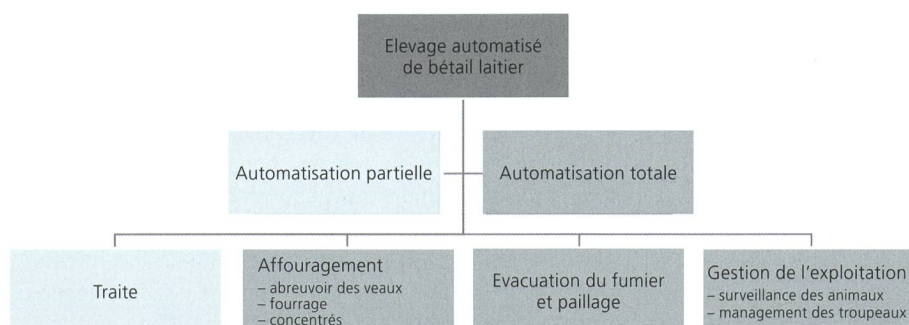 Elevage automatisé
de bétail laitier
Automatisation partielle
Automatisation totale
Traite
Affouragement
– abreuvoir des veaux
– fourrage
– concentrés
Evacuation du fumier
et paillage
Gestion de l'exploitation
– surveillance des animaux
– management des troupeaux